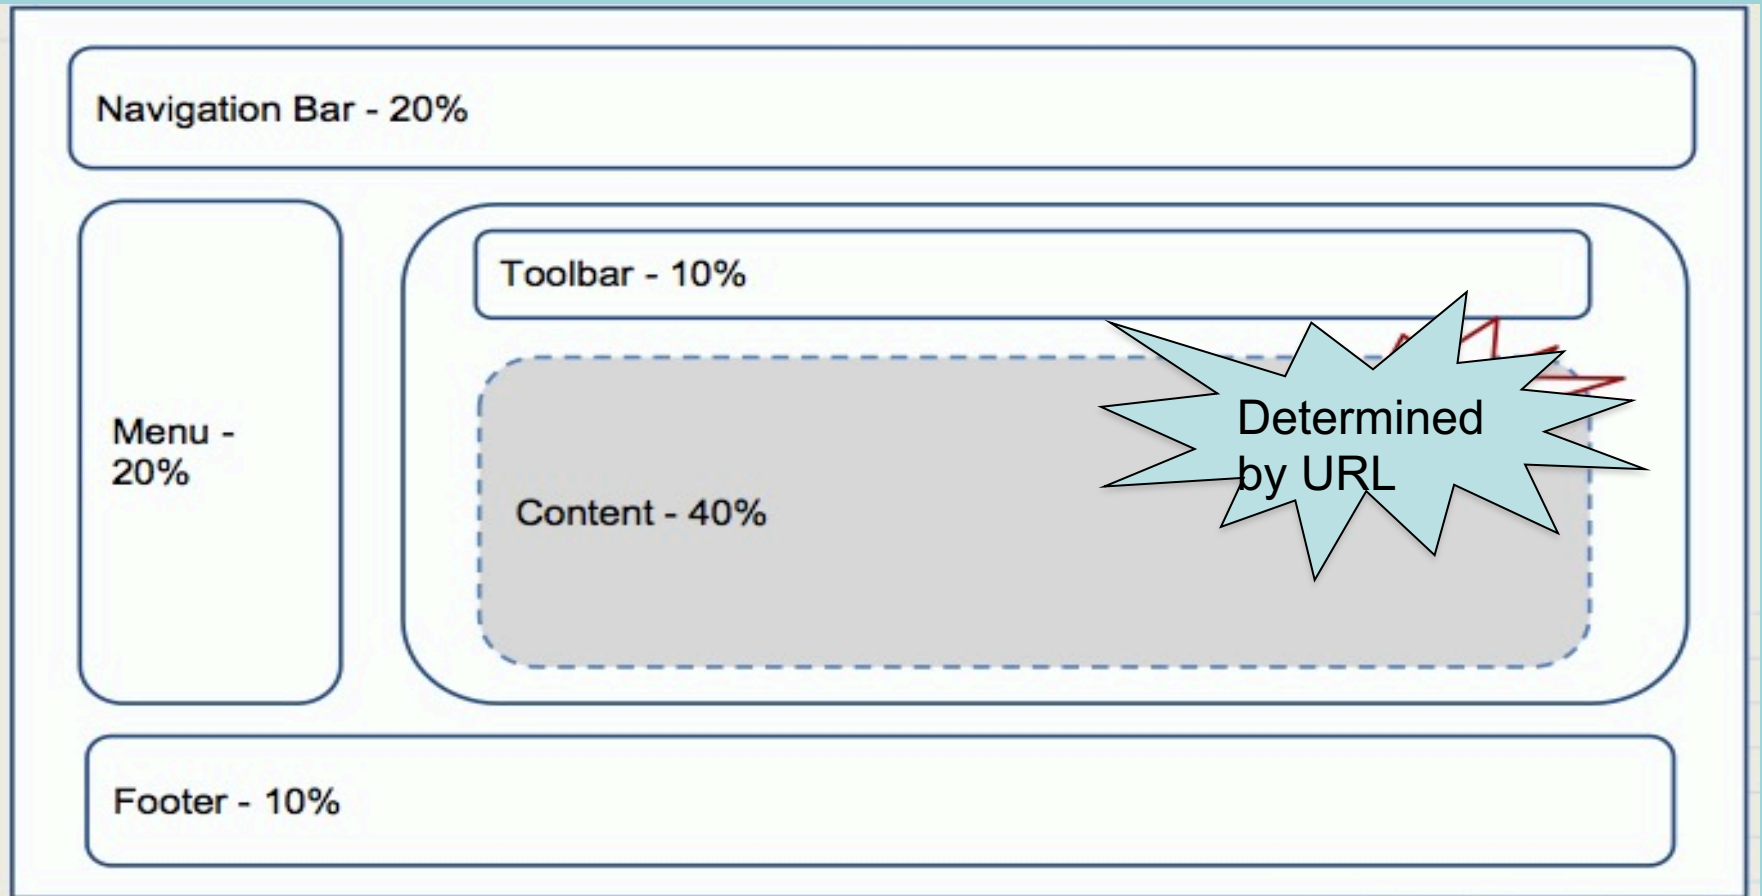 Navigation Bar - 20%
Toolbar - 10%
Menu -
20%
Content - 40%
Determined
by URL
Footer - 10%